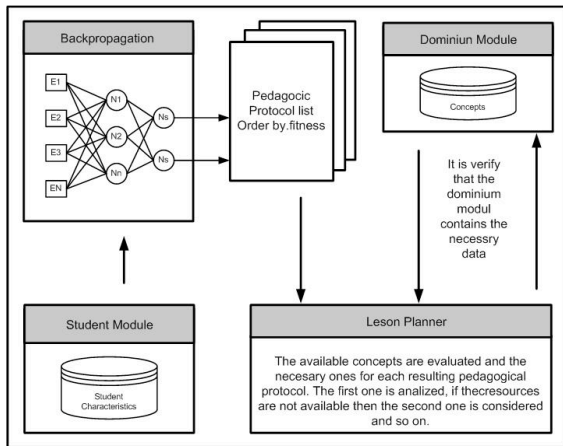 Backpropagation
E1
E2
E3
EN
N1
N2
Nn
Ns
Ns
Pedagocic
Protocol list
Order by.fitness
Dominiun Module
Concepts
It is verify
that the
dominium
modul
contains the
necessry
data
Student Module
Student
Characteristics
Leson Planner
The available concepts are evaluated and the
necesary ones for each resulting pedagogical
protocol. The first one is analized, if thecresources
are not available then the second one is considered
and so on.